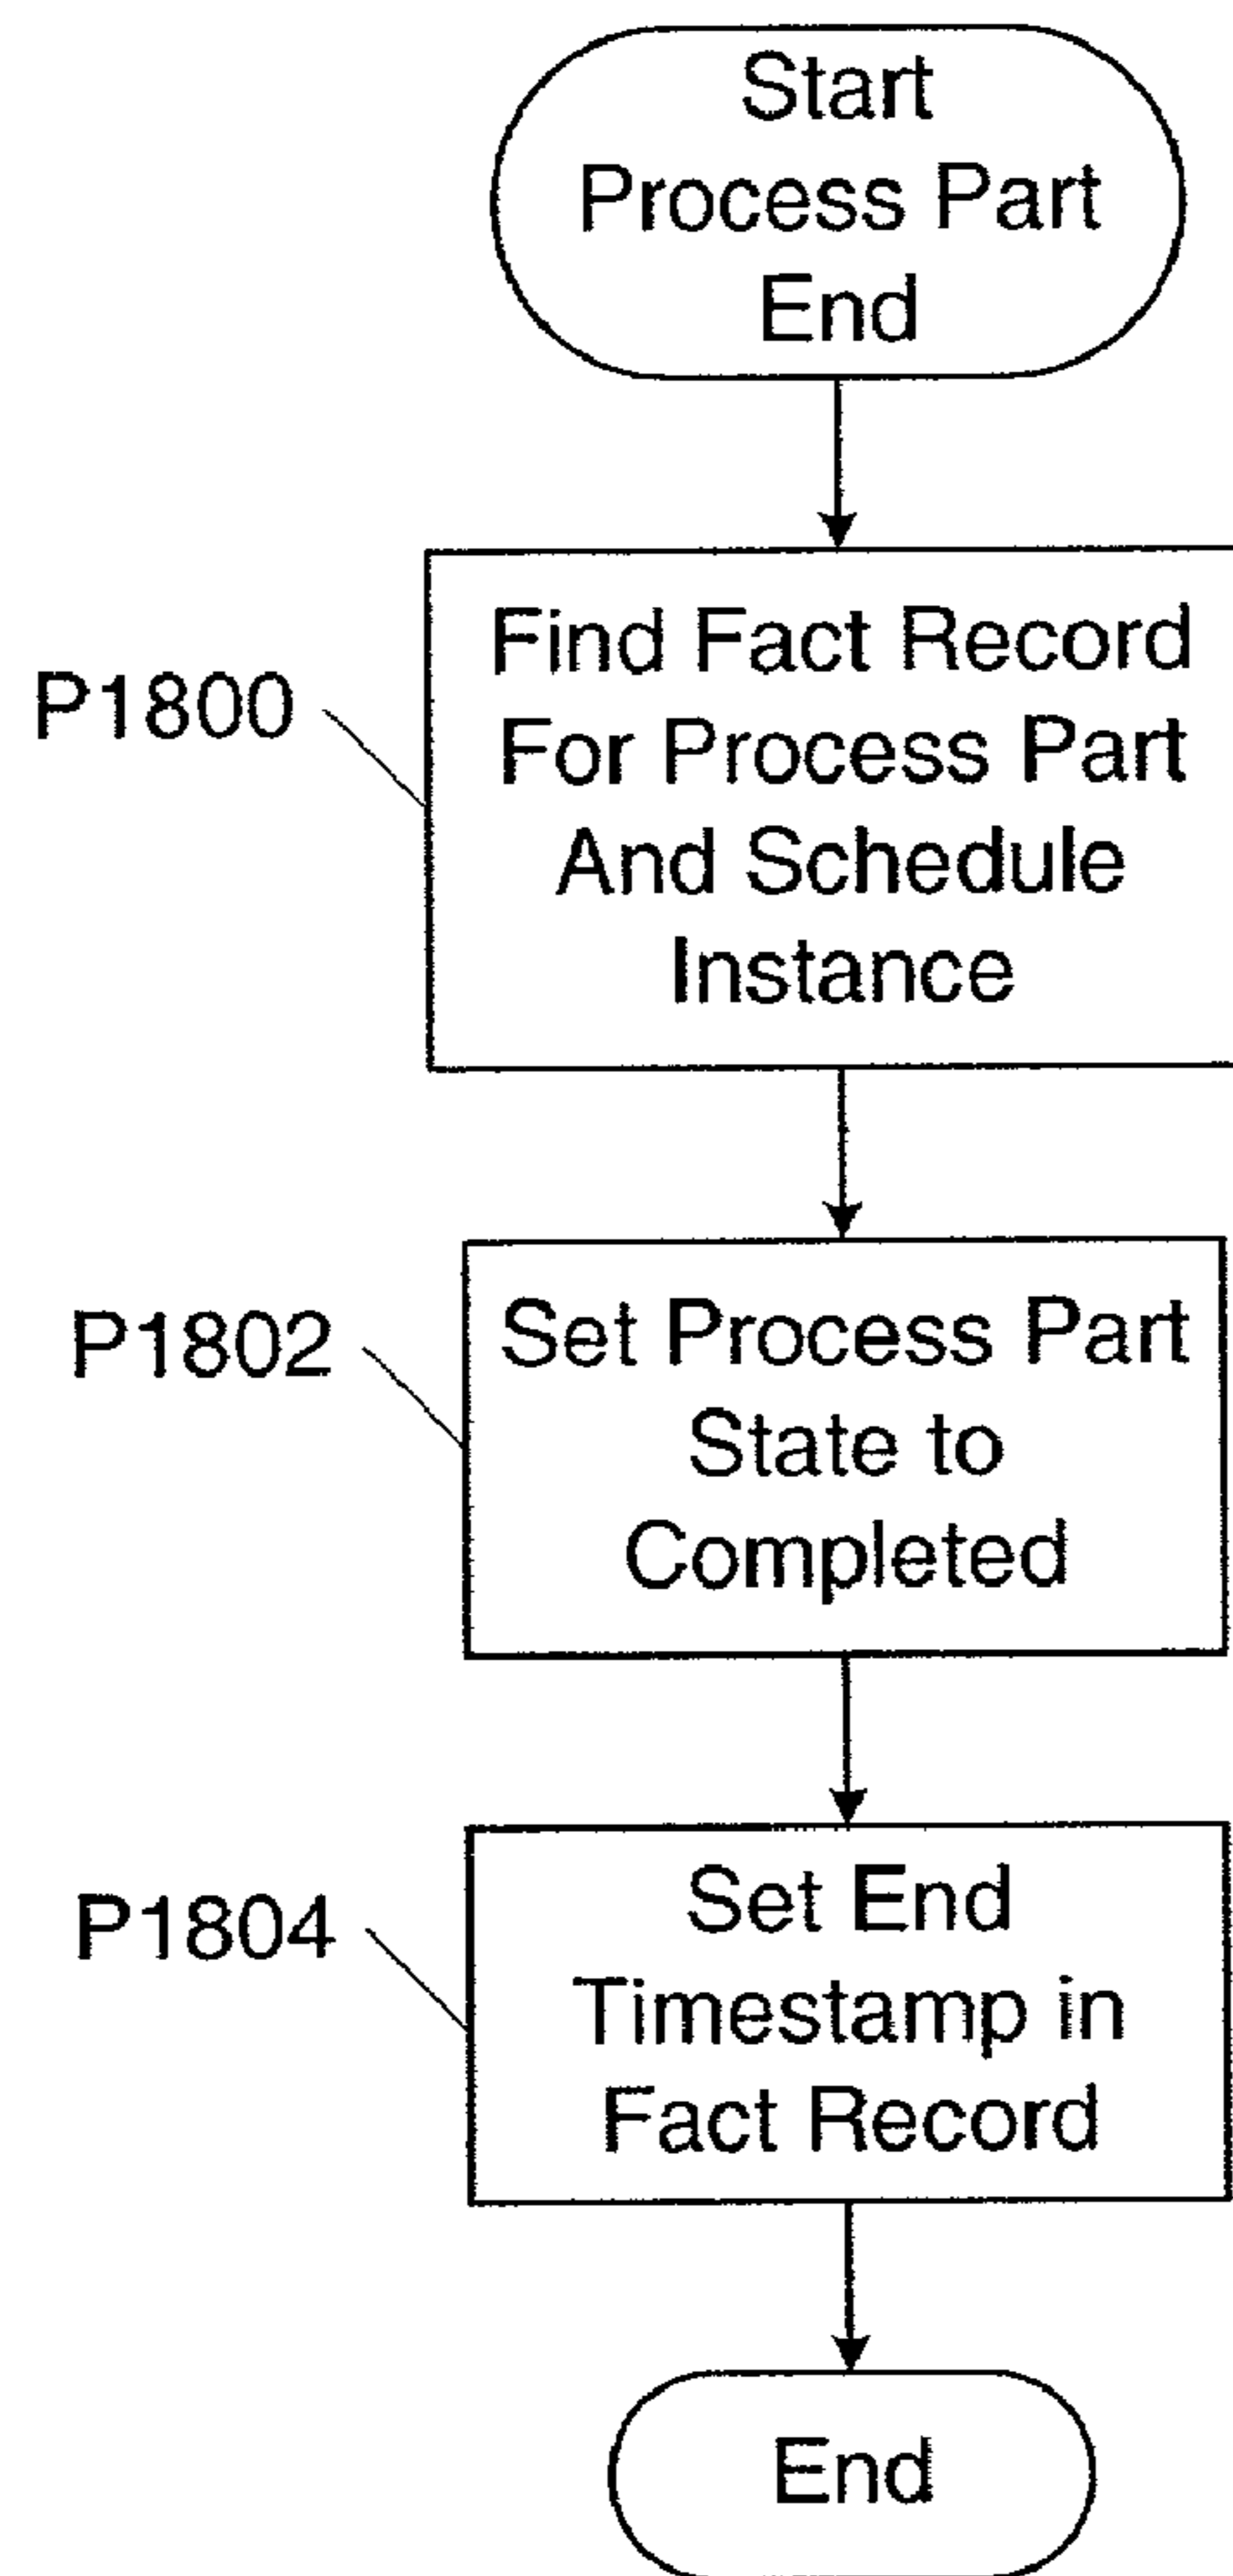 Start
Process Part
End
P1800
Find Fact Record
For Process Part
And Schedule
Instance
P1802
Set Process Part
State to
Completed
P1804
Set End
Timestamp in
Fact Record
End